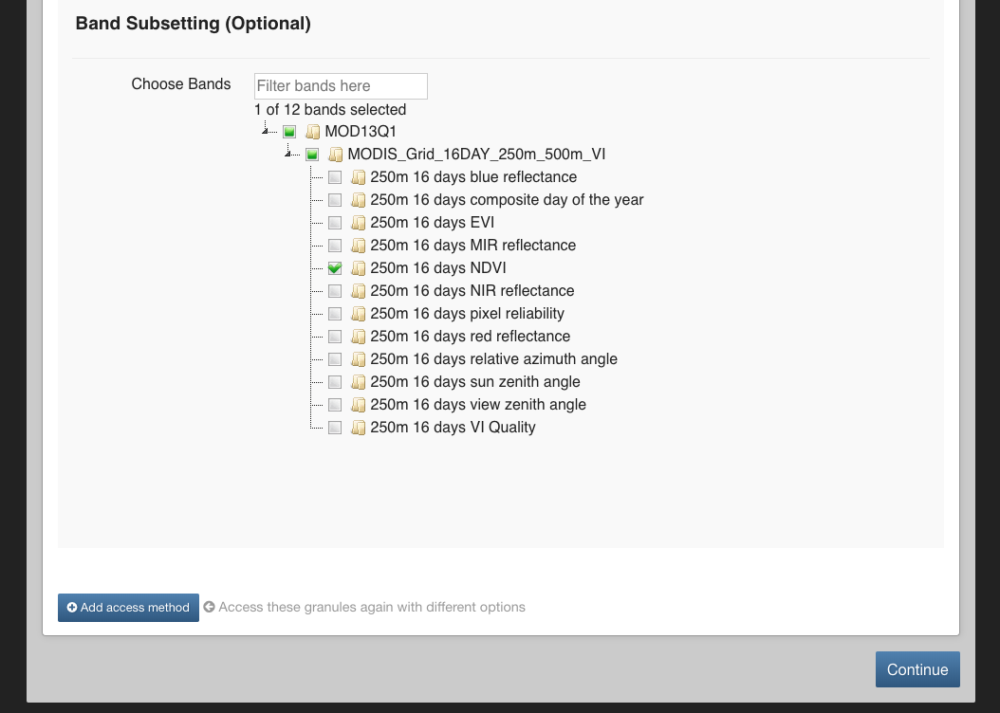 Band Subsetting (Optional)
Choose Bands
Filter bands here
1 of 12 bands selected
MOD13Q1
MODIS_Grid_16DAY_250m_500m_VI
250m 16 days blue reflectance
250m 16 days composite day of the year
250m 16 days EVI
250m 16 days MIR reflectance
250m 16 days NDVI
250m 16 days NIR reflectance
250m 16 days pixel reliability
250m 16 days red reflectance
250m 16 days relative azimuth angle
250m 16 days sun zenith angle
250m 16 days view zenith angle
250m 16 days VI Quality
Add access method Access these granules again with different options
Continue